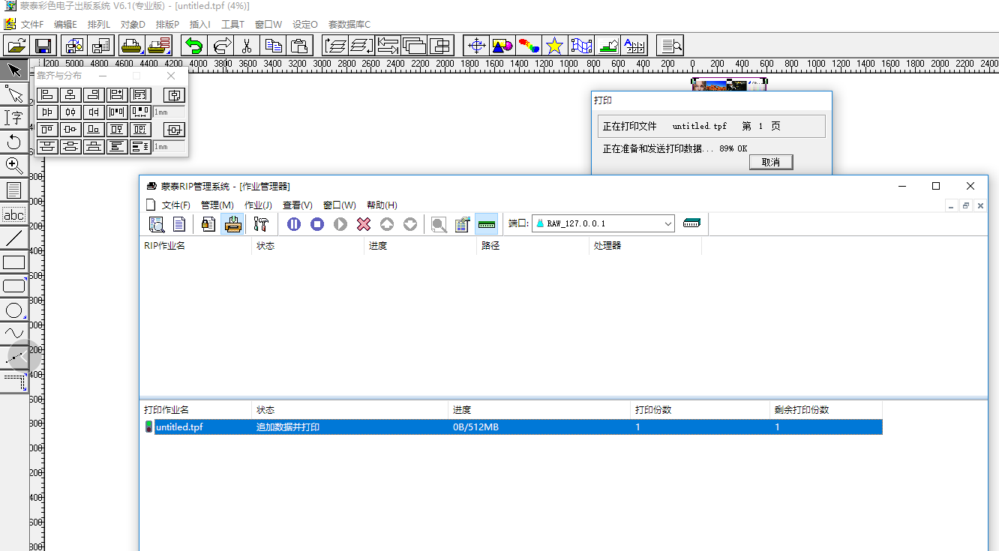 蒙泰彩色电子出版系统 V6.1(专业版) - [untitled.tpf (4%)]
文件F 编辑E 排列L 对象D 排版P 插入I 工具T 窗口W 设定O 套数据库C
5200 5000 4800 4600 4400 4200 4000 3800 3600 3400 3200 3000 2800 2600 2400 2200 2000 1800 1600 1400 1200 1000 800 600 400 200 0 200 400 600 800 1000 1200 1400 1600 1800 2000 2200 2400
靠齐与分布
1mm
1mm
字
abc
打印
正在打印文件 untitled.tpf 第 1 页
正在准备和发送打印数据... 89% OK
取消
蒙泰RIP管理系统 - [作业管理器]
文件(F) 管理(M) 作业(J) 查看(V) 窗口(W) 帮助(H)
端口: RAW_127.0.0.1
RIP作业名 状态 进度 路径 处理器
打印作业名 状态 进度 打印份数 剩余打印份数
untitled.tpf 追加数据并打印 0B/512MB 1 1